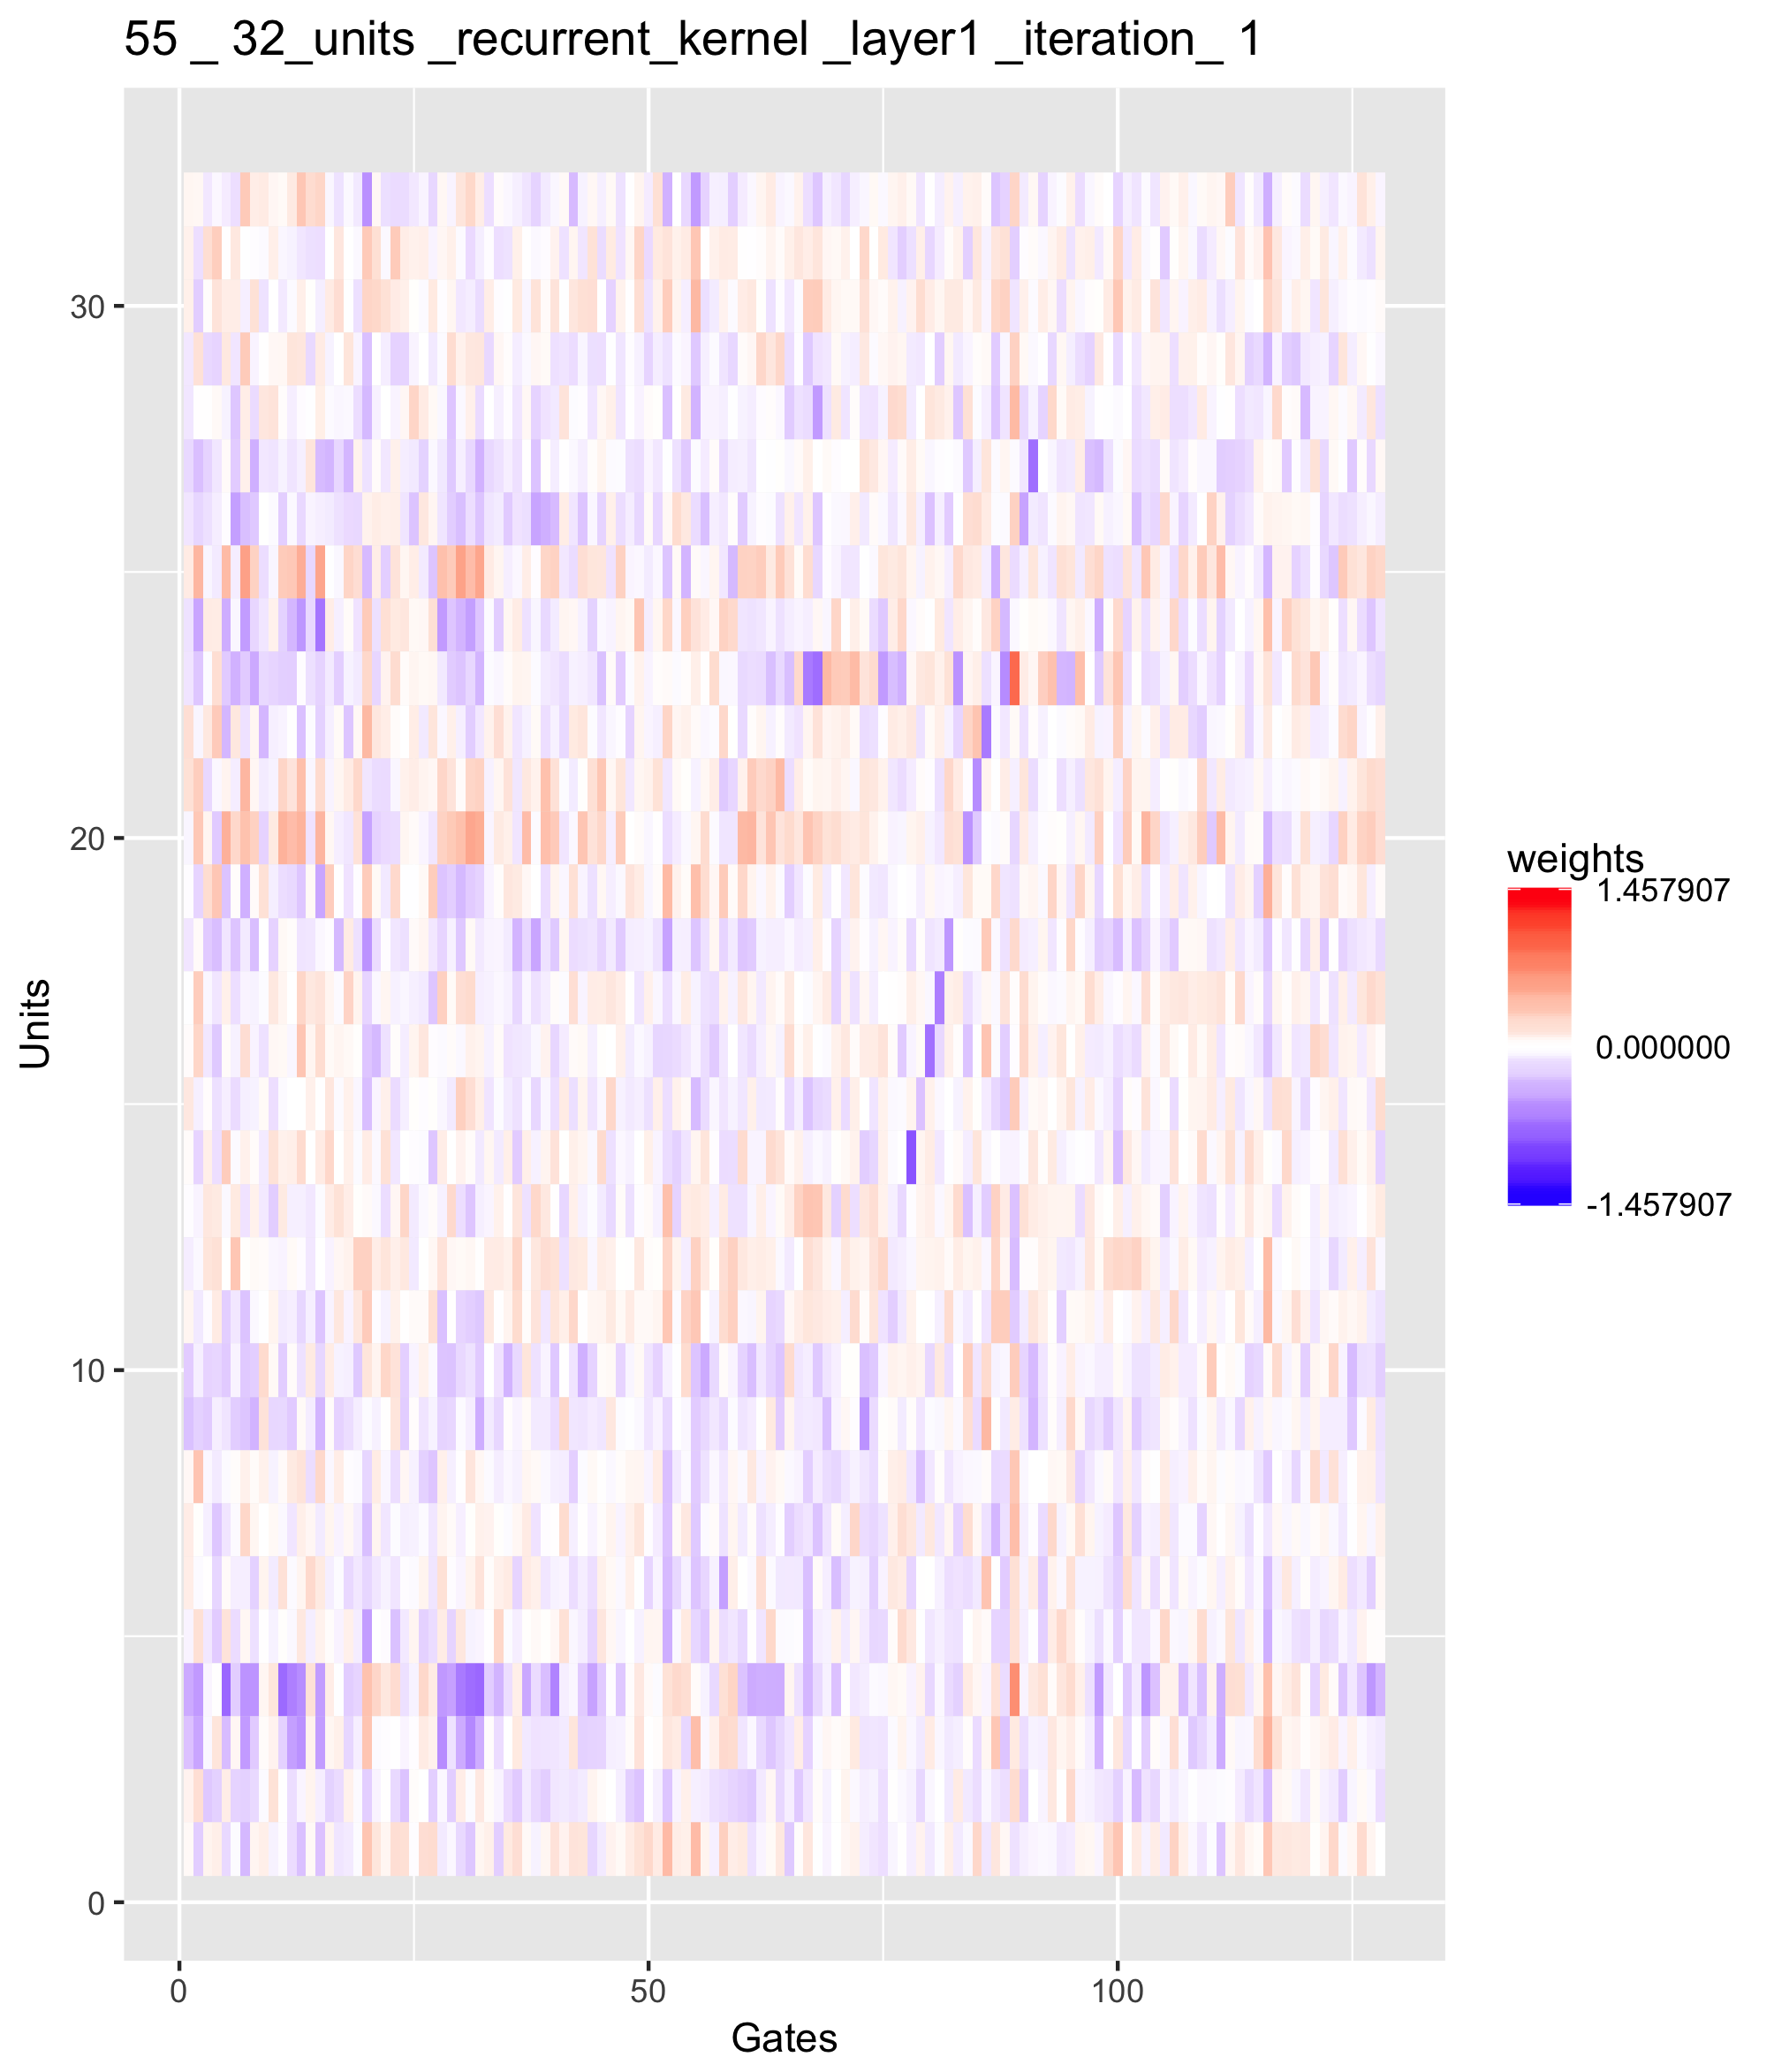 55 _ 32_units _recurrent_kernel _layer1 _iteration_ 1
30
20
10
0
Units
0 50 100
Gates
weights
1.457907
0.000000
-1.457907